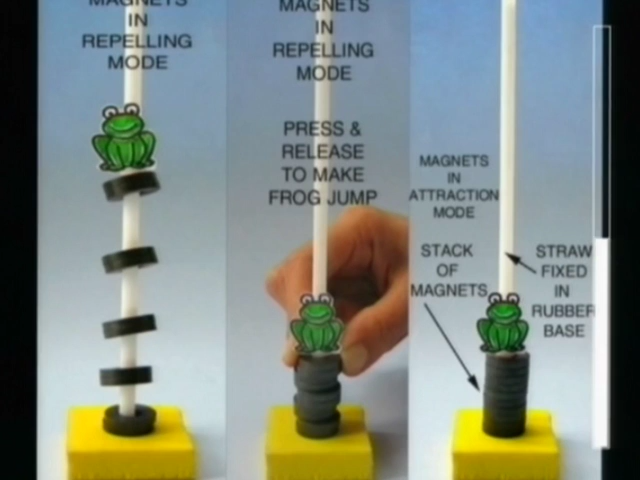 MAGNETS
IN
REPELLING
MODE
MAGNETS
IN
REPELLING
MODE
PRESS &
RELEASE
TO MAKE
FROG JUMP
MAGNETS
IN
ATTRACTION
MODE
STACK
OF
MAGNETS
STRAW
FIXED
IN
RUBBER
BASE